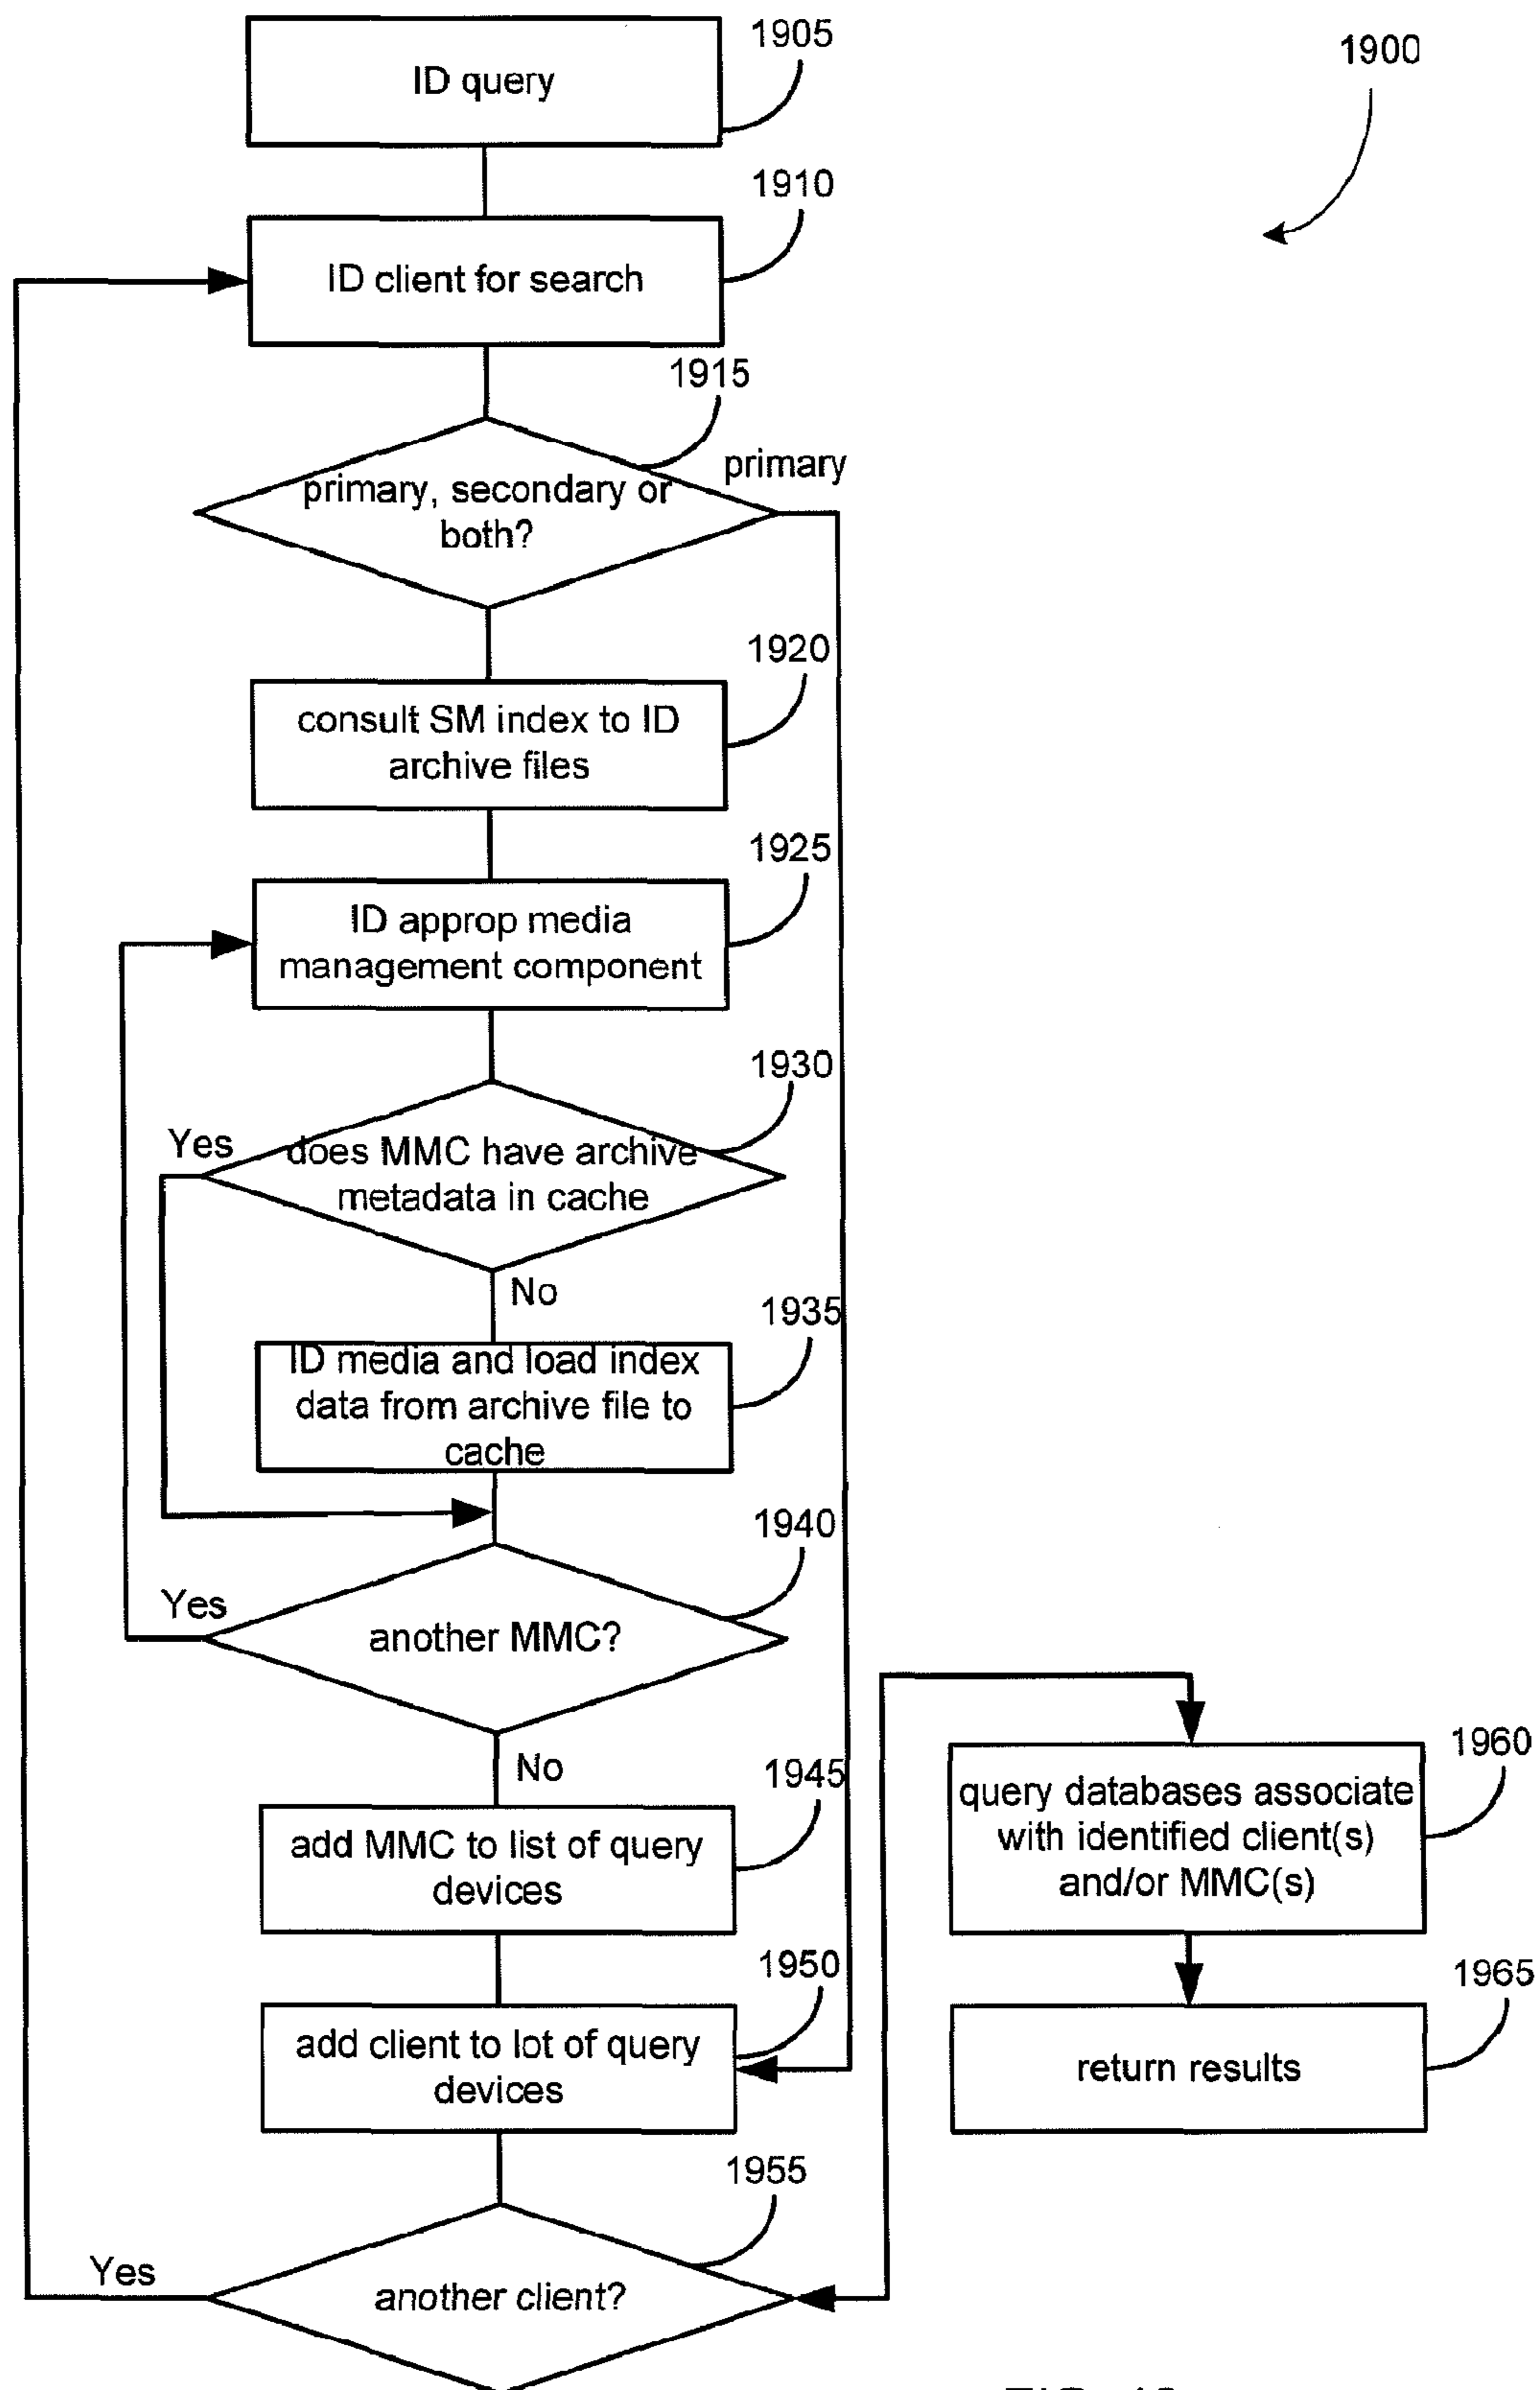 1905
ID query
1900
1910
ID client for search
1915
primary
primary, secondary or
both?
1920
consult SM index to ID
archive files
1925
ID approp media
management component
1930
Yes
does MMC have archive
metadata in cache
No
1935
ID media and load index
data from archive file to
cache
1940
Yes
another MMC?
No
1945
add MMC to list of query
devices
1950
add client to lot of query
devices
1955
Yes
another client?
1960
query databases associate
with identified client(s)
and/or MMC(s)
1965
return results